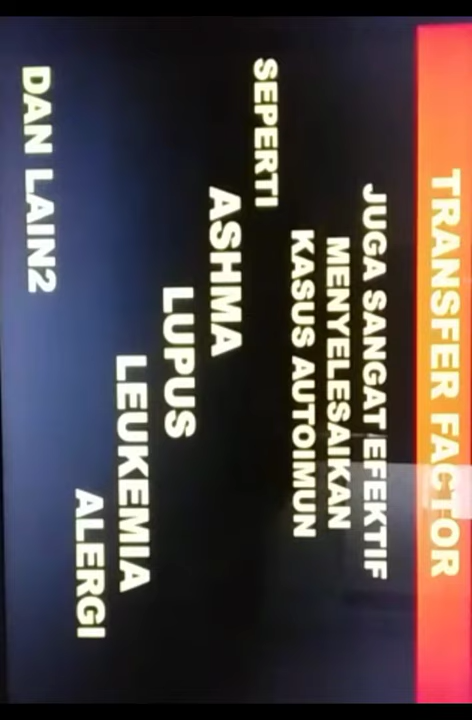 TRANSFER FACTOR
JUGA SANGAT EFEKTIF
MENYELESAIKAN
KASUS AUTOIMUN
SEPERTI
ASHMA
LUPUS
LEUKEMIA
ALERGI
DAN LAIN2